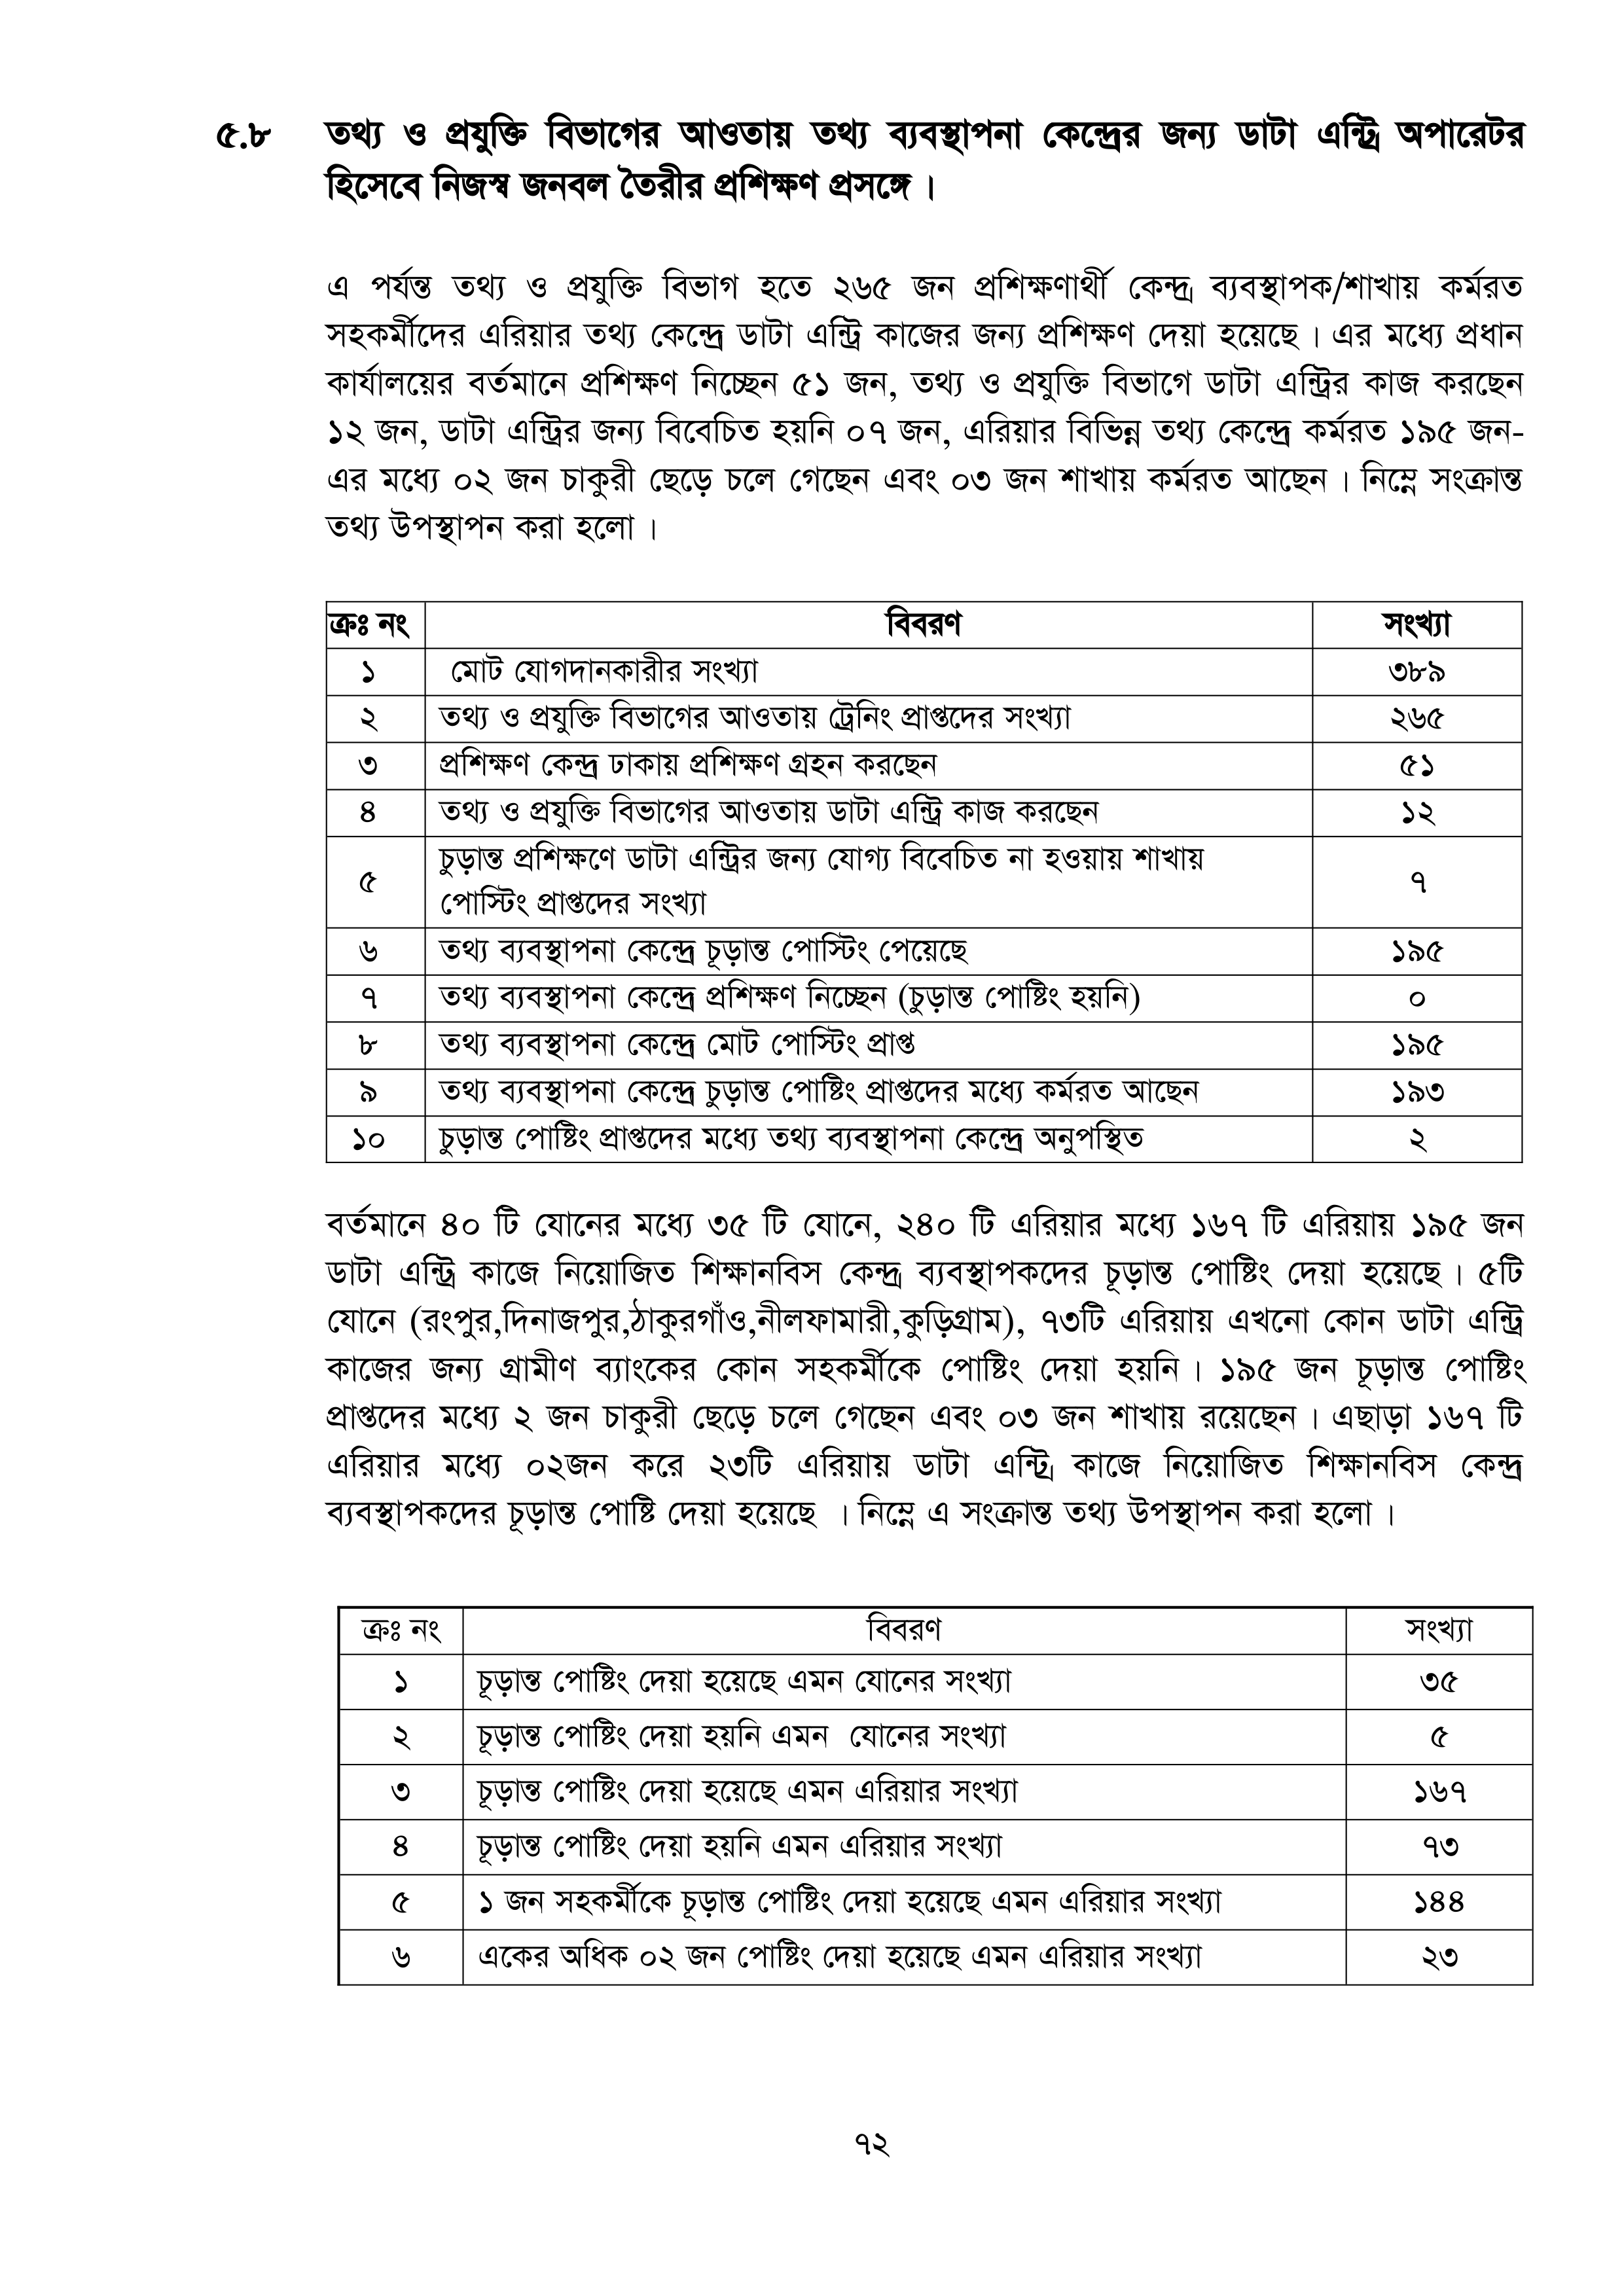 ৫.৮ তথ্য ও প্রযুক্তি বিভাগের আওতায় তথ্য ব্যবস্থাপনা কেন্দ্রের জন্য ডাটা এন্ট্রি অপারেটর
হিসেবে নিজস্ব জনবল তৈরীর প্রশিক্ষণ প্রসঙ্গে।
এ পর্যন্ত তথ্য ও প্রযুক্তি বিভাগ হতে ২৬৫ জন প্রশিক্ষণার্থী কেন্দ্র ব্যবস্থাপক/শাখায় কর্মরত
সহকর্মীদের এরিয়ার তথ্য কেন্দ্রে ডাটা এন্ট্রি কাজের জন্য প্রশিক্ষণ দেয়া হয়েছে। এর মধ্যে প্রধান
কার্যালয়ের বর্তমানে প্রশিক্ষণ নিচ্ছেন ৫১ জন, তথ্য ও প্রযুক্তি বিভাগে ডাটা এন্ট্রির কাজ করছেন
১২ জন, ডাটা এন্ট্রির জন্য বিবেচিত হয়নি ০৭ জন, এরিয়ার বিভিন্ন তথ্য কেন্দ্রে কর্মরত ১৯৫ জন-
এর মধ্যে ০২ জন চাকুরী ছেড়ে চলে গেছেন এবং ০৩ জন শাখায় কর্মরত আছেন। নিম্নে সংক্রান্ত
তথ্য উপস্থাপন করা হলো।
ক্রঃ নং বিবরণ সংখ্যা
১ মোট যোগদানকারীর সংখ্যা ৩৮৯
২ তথ্য ও প্রযুক্তি বিভাগের আওতায় ট্রেনিং প্রাপ্তদের সংখ্যা ২৬৫
৩ প্রশিক্ষণ কেন্দ্র ঢাকায় প্রশিক্ষণ গ্রহন করছেন ৫১
৪ তথ্য ও প্রযুক্তি বিভাগের আওতায় ডাটা এন্ট্রি কাজ করছেন ১২
৫ চুড়ান্ত প্রশিক্ষণে ডাটা এন্ট্রির জন্য যোগ্য বিবেচিত না হওয়ায় শাখায়
পোস্টিং প্রাপ্তদের সংখ্যা ৭
৬ তথ্য ব্যবস্থাপনা কেন্দ্রে চূড়ান্ত পোস্টিং পেয়েছে ১৯৫
৭ তথ্য ব্যবস্থাপনা কেন্দ্রে প্রশিক্ষণ নিচ্ছেন (চুড়ান্ত পোষ্টিং হয়নি) ০
৮ তথ্য ব্যবস্থাপনা কেন্দ্রে মোট পোস্টিং প্রাপ্ত ১৯৫
৯ তথ্য ব্যবস্থাপনা কেন্দ্রে চুড়ান্ত পোষ্টিং প্রাপ্তদের মধ্যে কর্মরত আছেন ১৯৩
১০ চুড়ান্ত পোষ্টিং প্রাপ্তদের মধ্যে তথ্য ব্যবস্থাপনা কেন্দ্রে অনুপস্থিত ২
বর্তমানে ৪০ টি যোনের মধ্যে ৩৫ টি যোনে, ২৪০ টি এরিয়ার মধ্যে ১৬৭ টি এরিয়ায় ১৯৫ জন
ডাটা এন্ট্রি কাজে নিয়োজিত শিক্ষানবিস কেন্দ্র ব্যবস্থাপকদের চূড়ান্ত পোষ্টিং দেয়া হয়েছে। ৫টি
যোনে (রংপুর,দিনাজপুর,ঠাকুরগাঁও,নীলফামারী,কুড়িগ্রাম), ৭৩টি এরিয়ায় এখনো কোন ডাটা এন্ট্রি
কাজের জন্য গ্রামীণ ব্যাংকের কোন সহকর্মীকে পোষ্টিং দেয়া হয়নি। ১৯৫ জন চূড়ান্ত পোষ্টিং
প্রাপ্তদের মধ্যে ২ জন চাকুরী ছেড়ে চলে গেছেন এবং ০৩ জন শাখায় রয়েছেন। এছাড়া ১৬৭ টি
এরিয়ার মধ্যে ০২জন করে ২৩টি এরিয়ায় ডাটা এন্ট্রি কাজে নিয়োজিত শিক্ষানবিস কেন্দ্র
ব্যবস্থাপকদের চূড়ান্ত পোষ্টি দেয়া হয়েছে । নিম্নে এ সংক্রান্ত তথ্য উপস্থাপন করা হলো।
ক্রঃ নং বিবরণ সংখ্যা
১ চূড়ান্ত পোষ্টিং দেয়া হয়েছে এমন যোনের সংখ্যা ৩৫
২ চূড়ান্ত পোষ্টিং দেয়া হয়নি এমন যোনের সংখ্যা ৫
৩ চূড়ান্ত পোষ্টিং দেয়া হয়েছে এমন এরিয়ার সংখ্যা ১৬৭
৪ চূড়ান্ত পোষ্টিং দেয়া হয়নি এমন এরিয়ার সংখ্যা ৭৩
৫ ১ জন সহকর্মীকে চূড়ান্ত পোষ্টিং দেয়া হয়েছে এমন এরিয়ার সংখ্যা ১৪৪
৬ একের অধিক ০২ জন পোষ্টিং দেয়া হয়েছে এমন এরিয়ার সংখ্যা ২৩
৭২